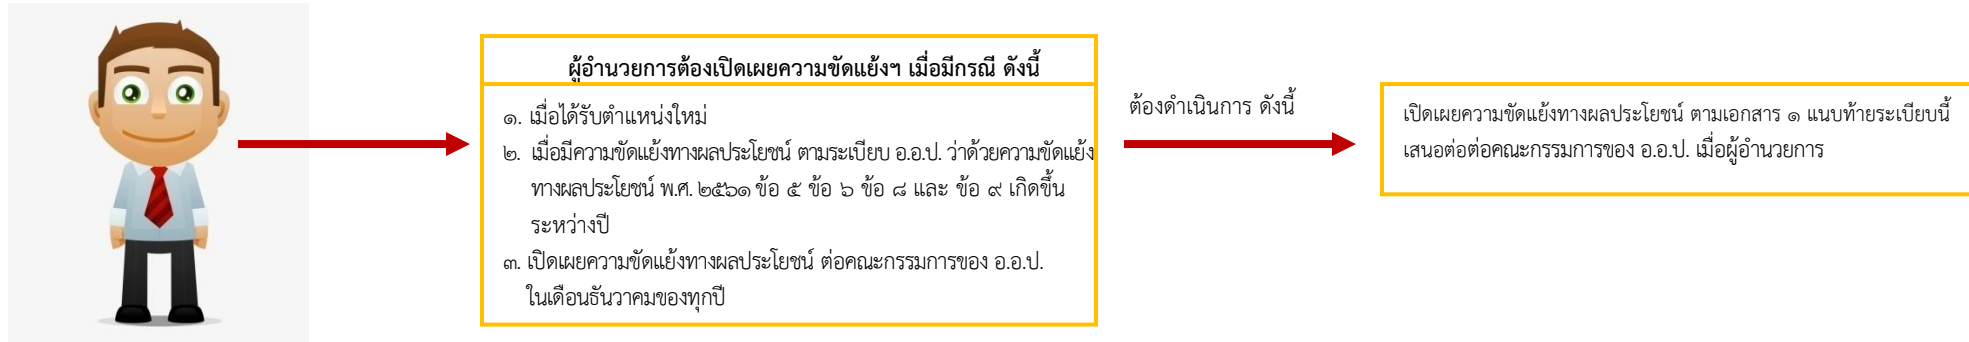 ผู้อำนวยการต้องเปิดเผยความขัดแย้งฯ เมื่อมีกรณี ดังนี้
๑. เมื่อได้รับตำแหน่งใหม่
๒. เมื่อมีความขัดแย้งทางผลประโยชน์ ตามระเบียบ อ.อ.ป. ว่าด้วยความขัดแย้ง
ทางผลประโยชน์ พ.ศ. ๒๕๖๑ ข้อ ๕ ข้อ ๖ ข้อ ๘ และ ข้อ ๙ เกิดขึ้น
ระหว่างปี
๓. เปิดเผยความขัดแย้งทางผลประโยชน์ ต่อคณะกรรมการของ อ.อ.ป.
ในเดือนธันวาคมของทุกปี
ต้องดำเนินการ ดังนี้
เปิดเผยความขัดแย้งทางผลประโยชน์ ตามเอกสาร ๑ แนบท้ายระเบียบนี้
เสนอต่อต่อคณะกรรมการของ อ.อ.ป. เมื่อผู้อำนวยการ